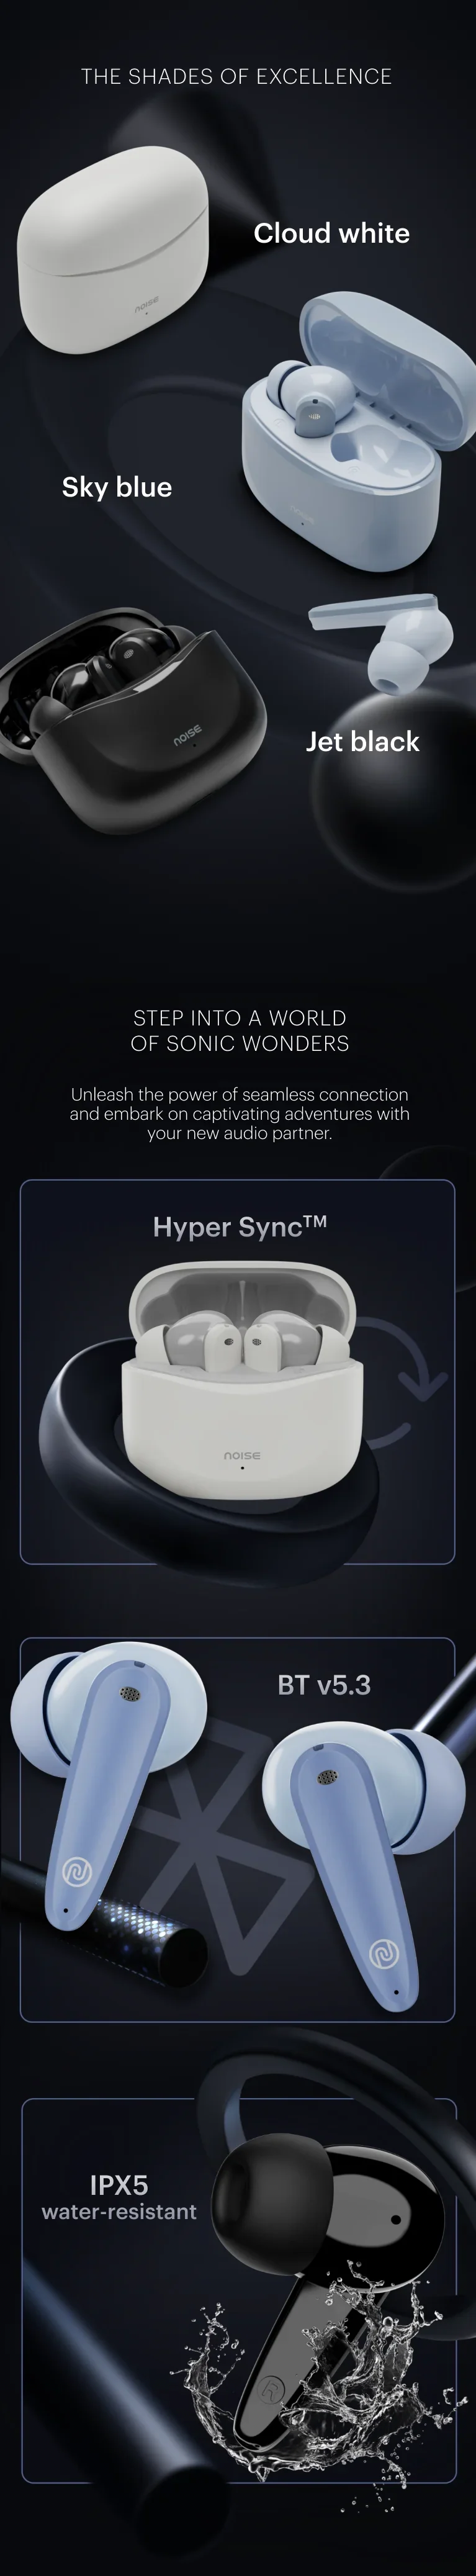 THE SHADES OF EXCELLENCE
Cloud white
noise
Sky blue
noise
noise
Jet black
STEP INTO A WORLD
OF SONIC WONDERS
Unleash the power of seamless connection
and embark on captivating adventures with
your new audio partner.
Hyper Sync™
noise
BT v5.3
IPX5
water-resistant